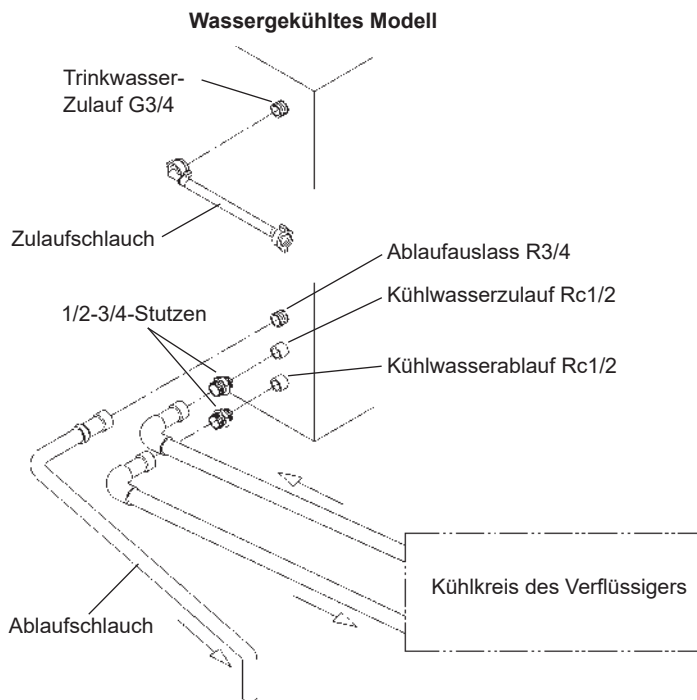 Wassergekühltes Modell
Trinkwasser-
Zulauf G3/4
Zulaufschlauch
Ablaufauslass R3/4
1/2-3/4-Stutzen
Kühlwasserzulauf Rc1/2
Kühlwasserablauf Rc1/2
Kühlkreis des Verflüssigers
Ablaufschlauch